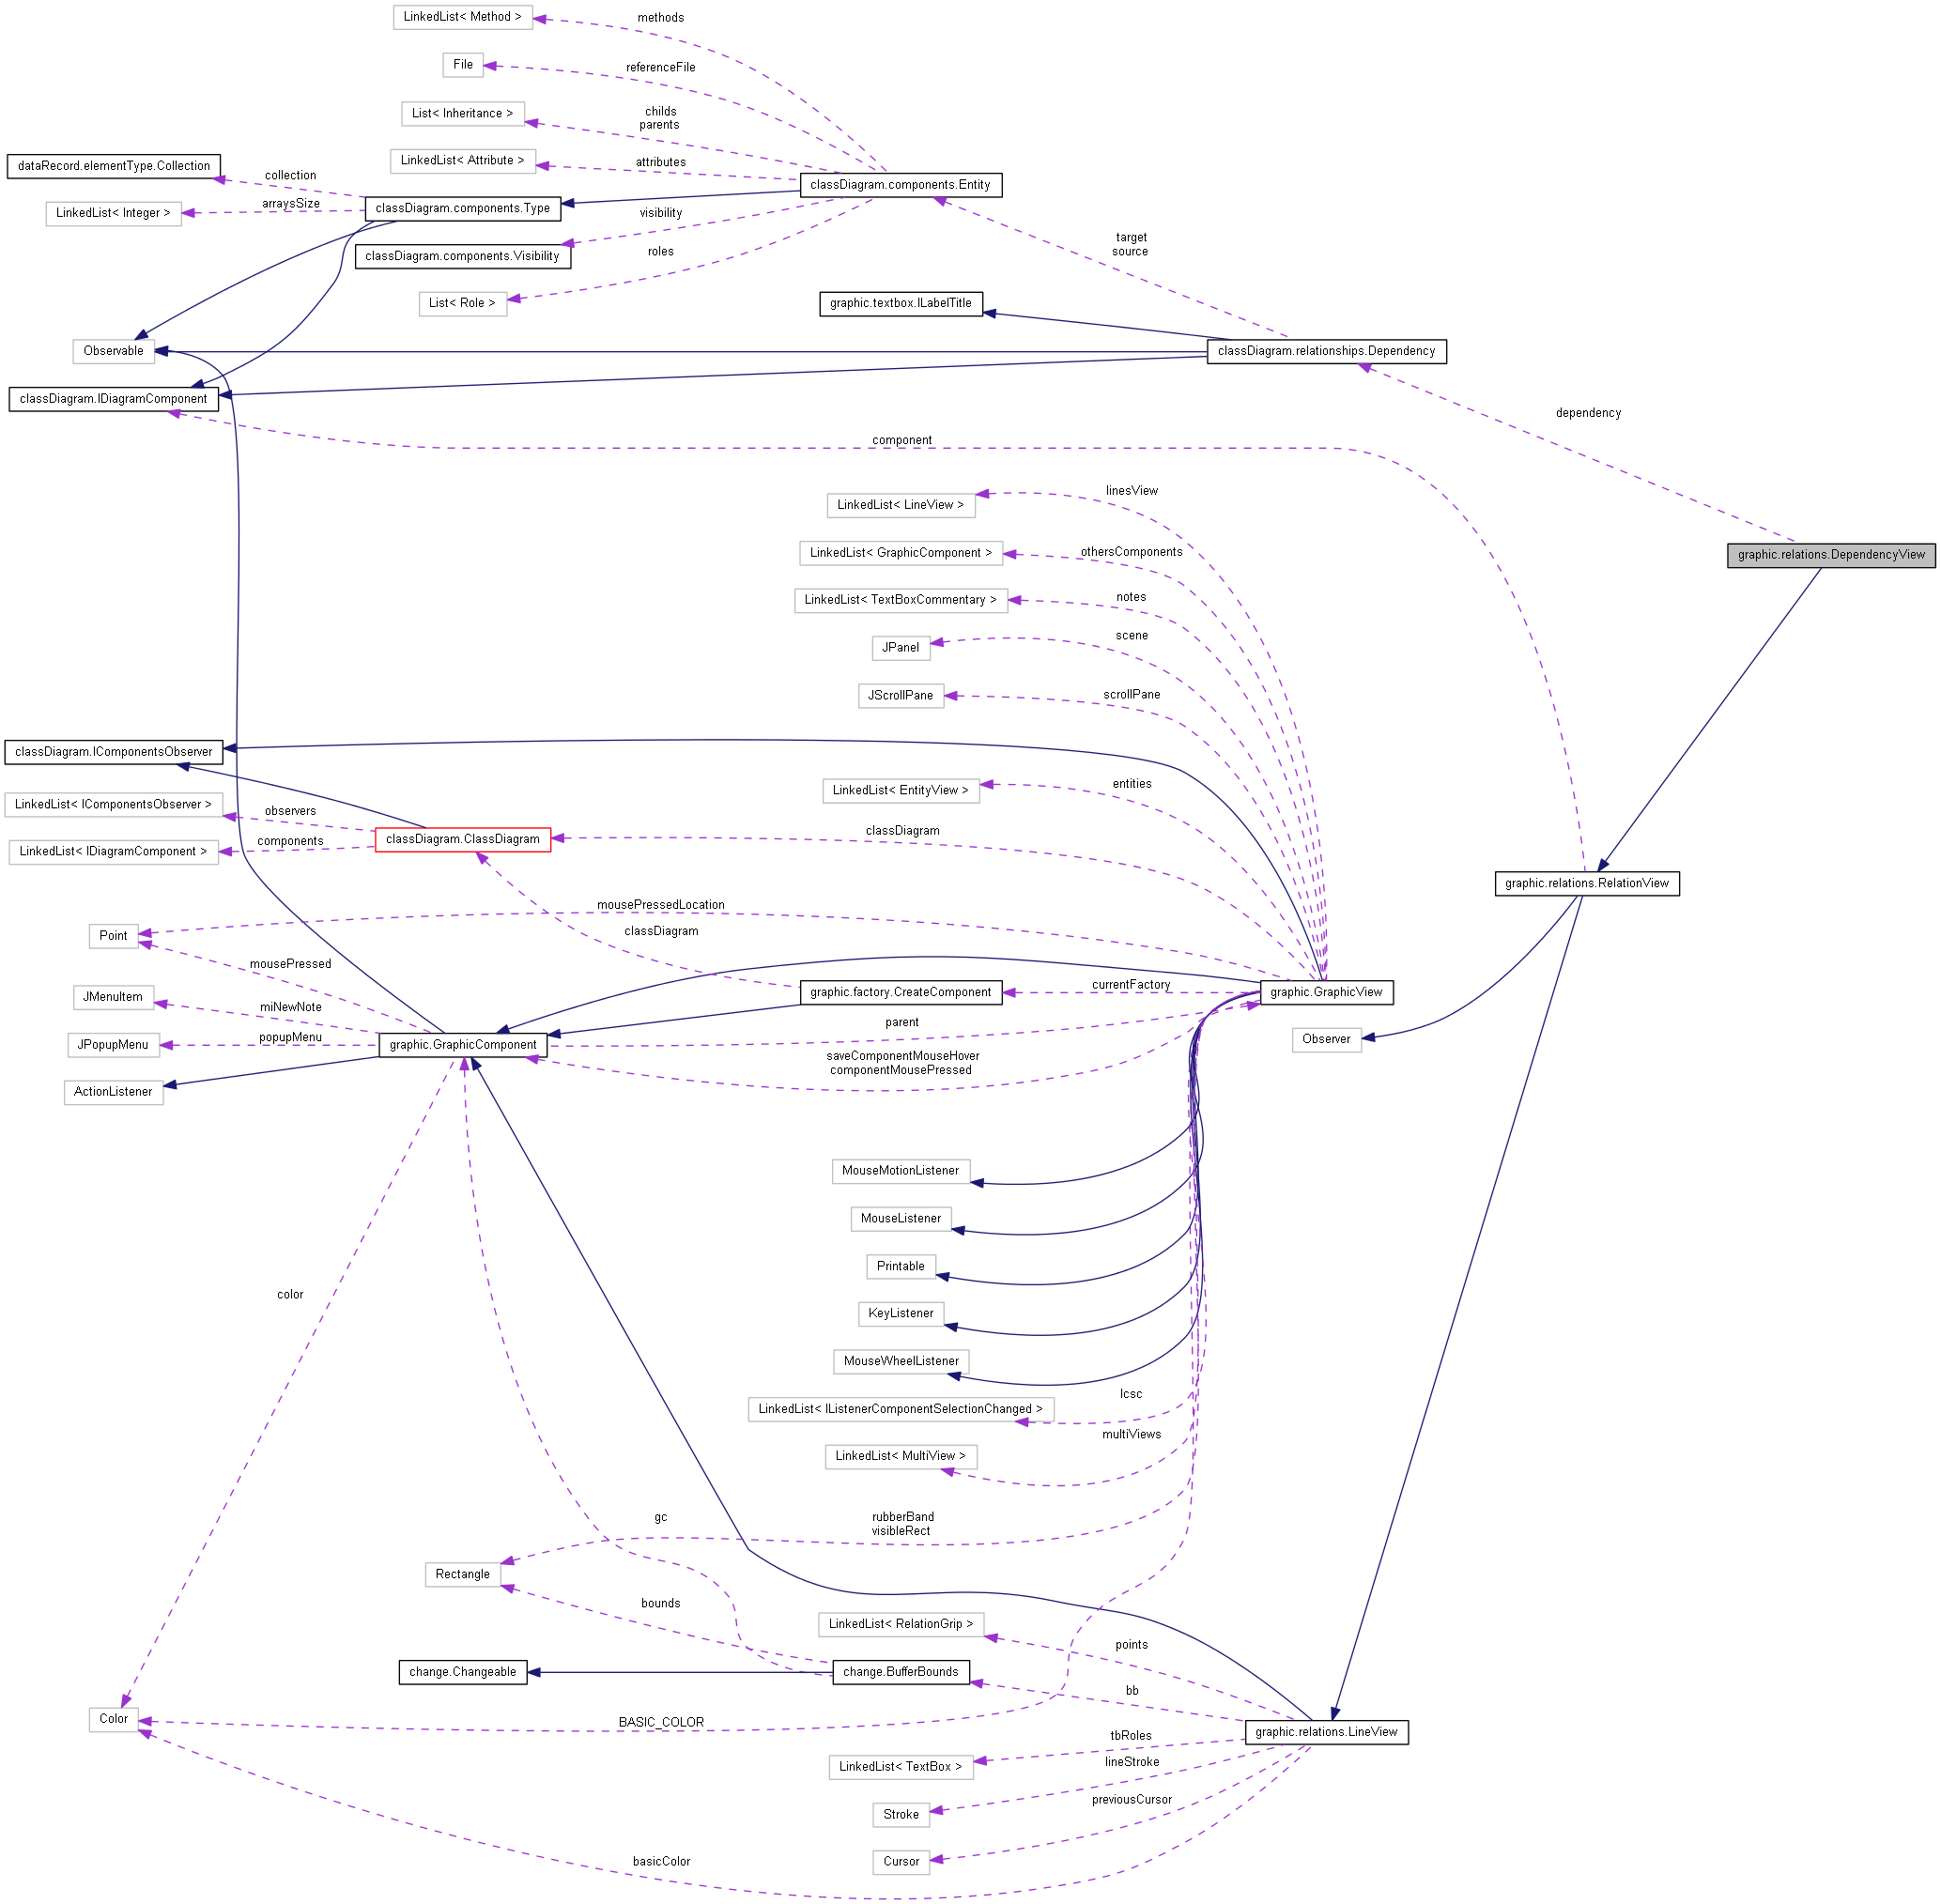 LinkedList< Method >
methods
File
referenceFile
List< Inheritance >
childs
parents
LinkedList< Attribute >
attributes
dataRecord.elementType.Collection
collection
classDiagram.components.Entity
LinkedList< Integer >
arraysSize
classDiagram.components.Type
visibility
classDiagram.components.Visibility
roles
target
source
List< Role >
graphic.textbox.ILabelTitle
Observable
classDiagram.relationships.Dependency
classDiagram.IDiagramComponent
dependency
component
linesView
LinkedList< LineView >
LinkedList< GraphicComponent >
othersComponents
graphic.relations.DependencyView
LinkedList< TextBoxCommentary >
notes
JPanel
scene
JScrollPane
scrollPane
classDiagram.IComponentsObserver
LinkedList< EntityView >
entities
LinkedList< IComponentsObserver >
observers
classDiagram.ClassDiagram
classDiagram
LinkedList< IDiagramComponent >
components
graphic.relations.RelationView
mousePressedLocation
Point
classDiagram
mousePressed
JMenuItem
miNewNote
graphic.factory.CreateComponent
currentFactory
graphic.GraphicView
parent
JPopupMenu
popupMenu
graphic.GraphicComponent
Observer
saveComponentMouseHover
componentMousePressed
ActionListener
MouseMotionListener
MouseListener
Printable
color
KeyListener
MouseWheelListener
lcsc
LinkedList< IListenerComponentSelectionChanged >
multiViews
LinkedList< MultiView >
gc
rubberBand
visibleRect
Rectangle
bounds
LinkedList< RelationGrip >
points
change.Changeable
change.BufferBounds
bb
Color
BASIC_COLOR
graphic.relations.LineView
tbRoles
LinkedList< TextBox >
lineStroke
previousCursor
Stroke
basicColor
Cursor